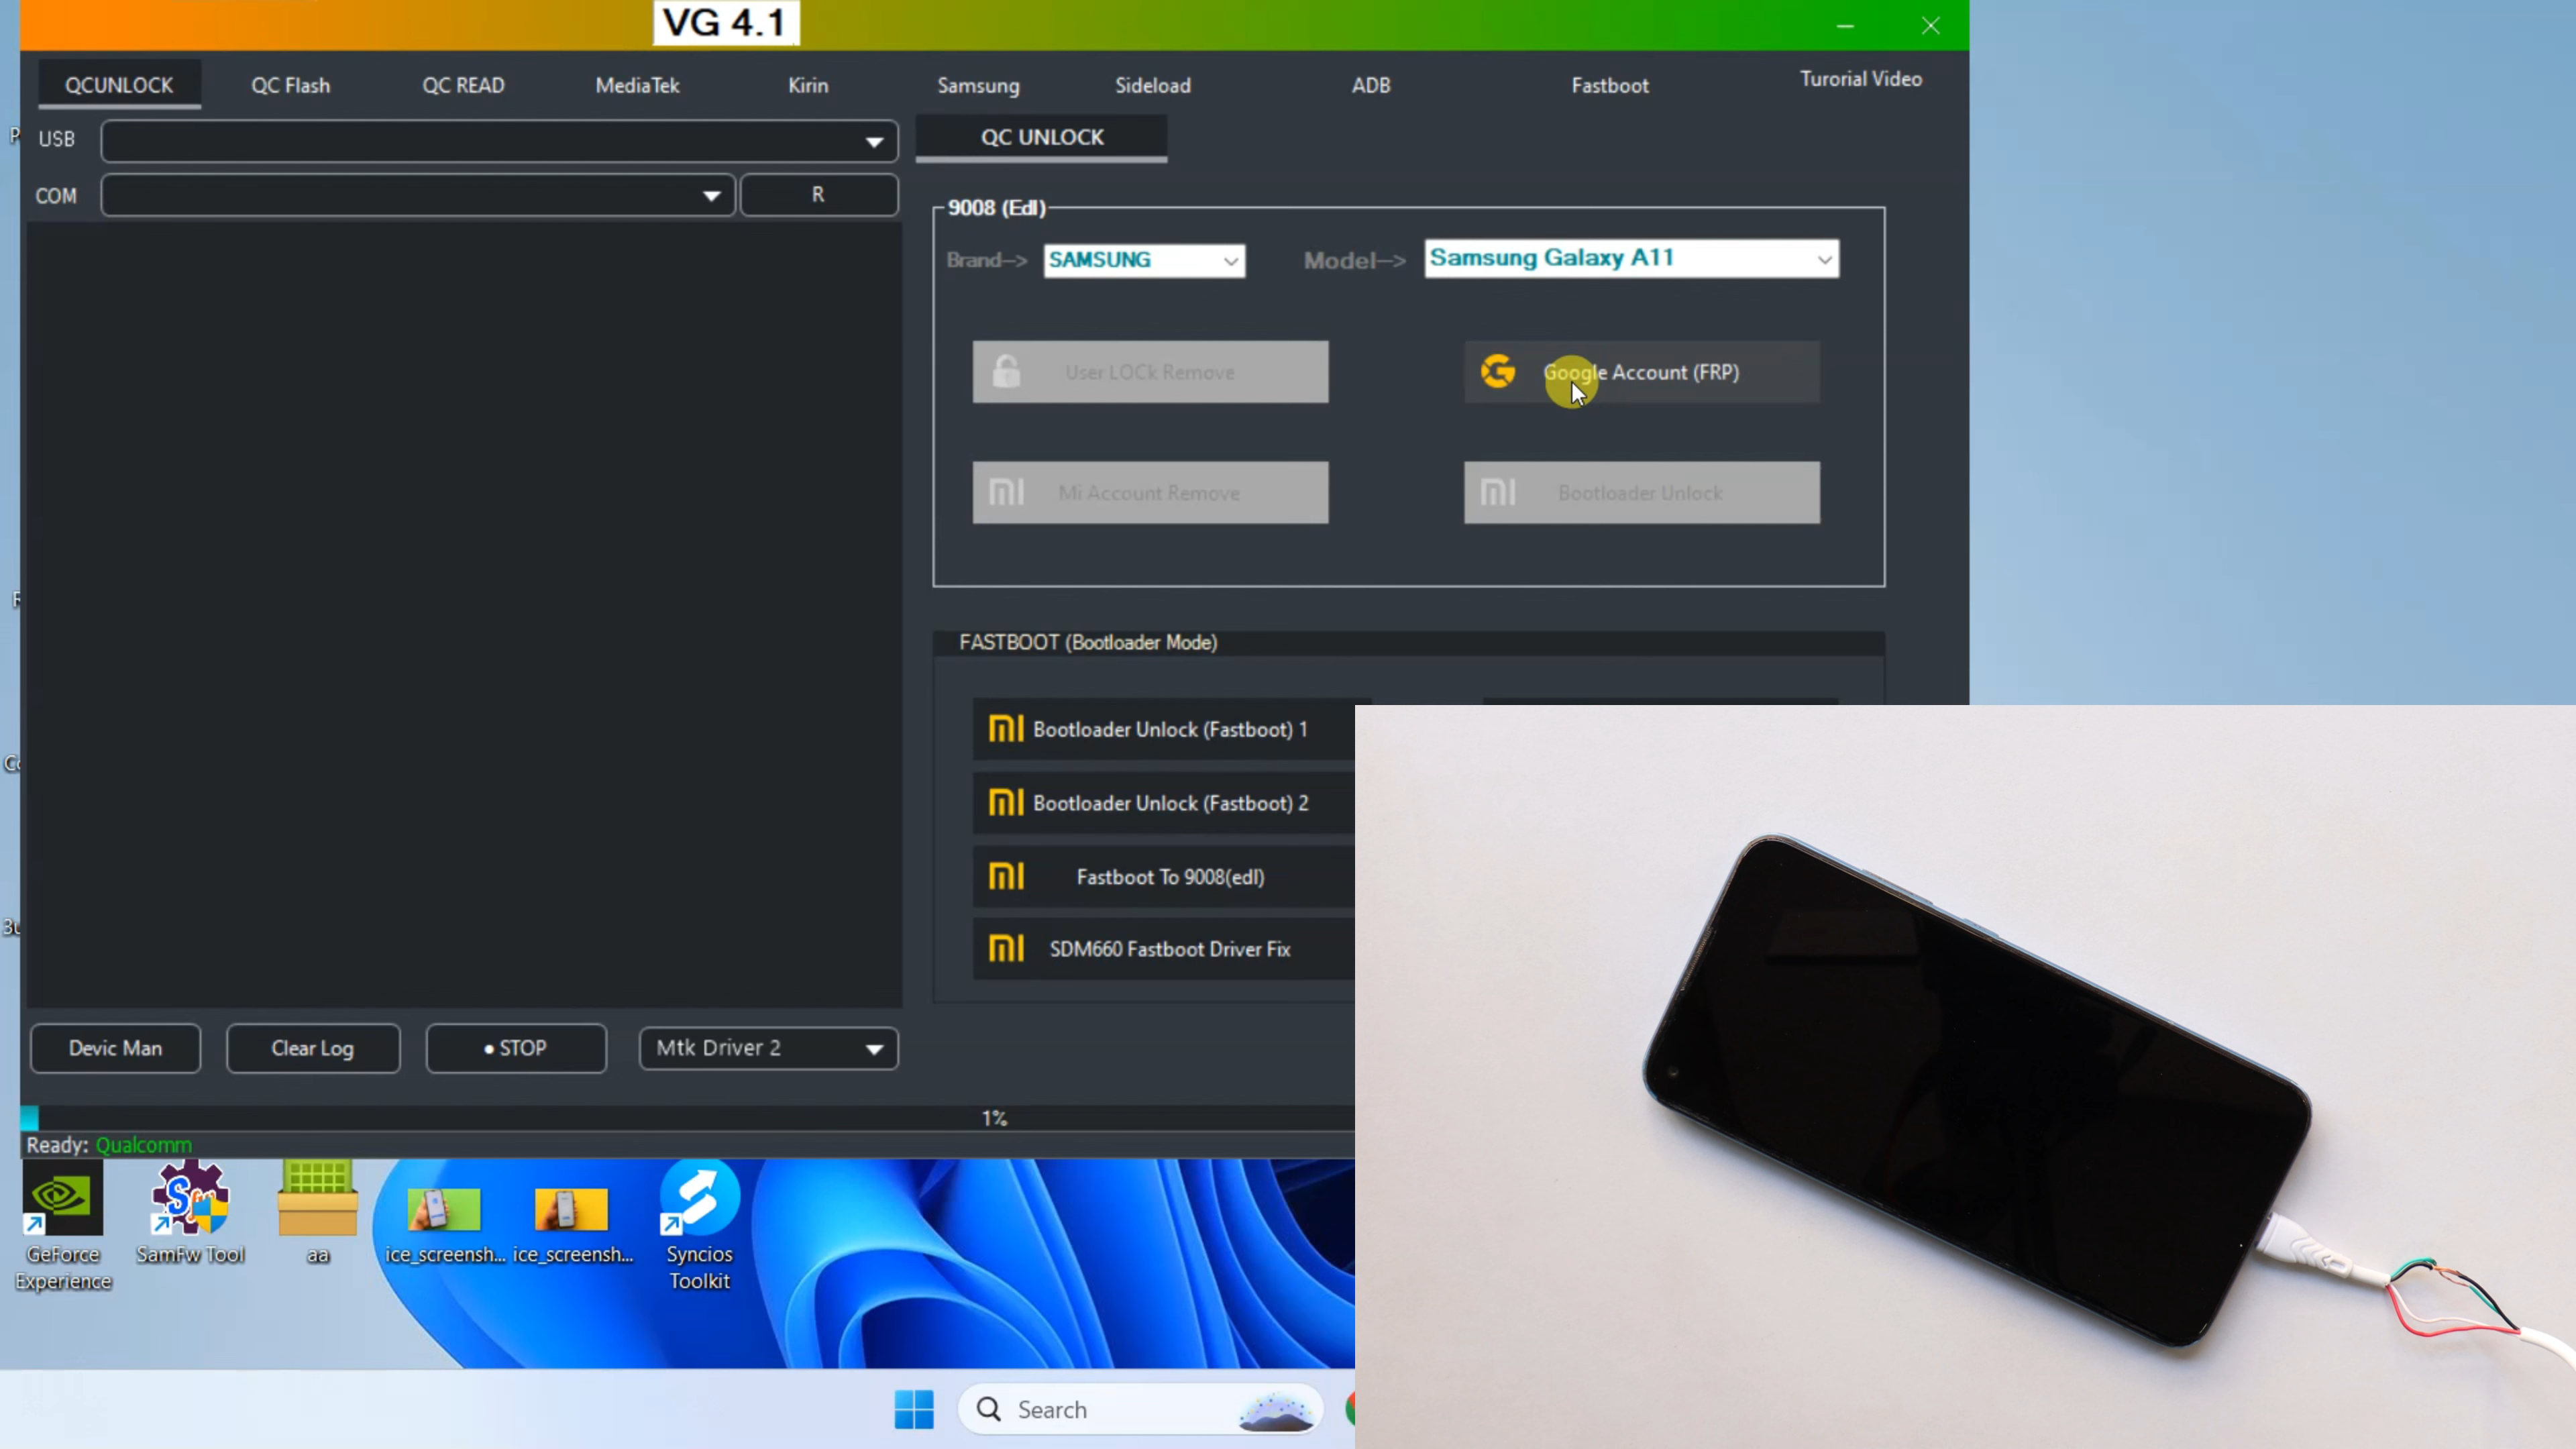 VG 4.1
QCUNLOCK QC Flash QC READ MediaTek Kirin Samsung Sideload ADB Fastboot Turorial Video
USB
COM R
QC UNLOCK
9008 (Edl)
Brand--> SAMSUNG Model--> Samsung Galaxy A11
User LOCk Remove Google Account (FRP)
Mi Account Remove Bootloader Unlock
FASTBOOT (Bootloader Mode)
Bootloader Unlock (Fastboot) 1
Bootloader Unlock (Fastboot) 2
Fastboot To 9008(edl)
SDM660 Fastboot Driver Fix
Devic Man Clear Log • STOP Mtk Driver 2
1%
Ready: Qualcomm
GeForce Experience
SamFw Tool
aa
ice_screensh...
ice_screensh...
Syncios Toolkit
Search